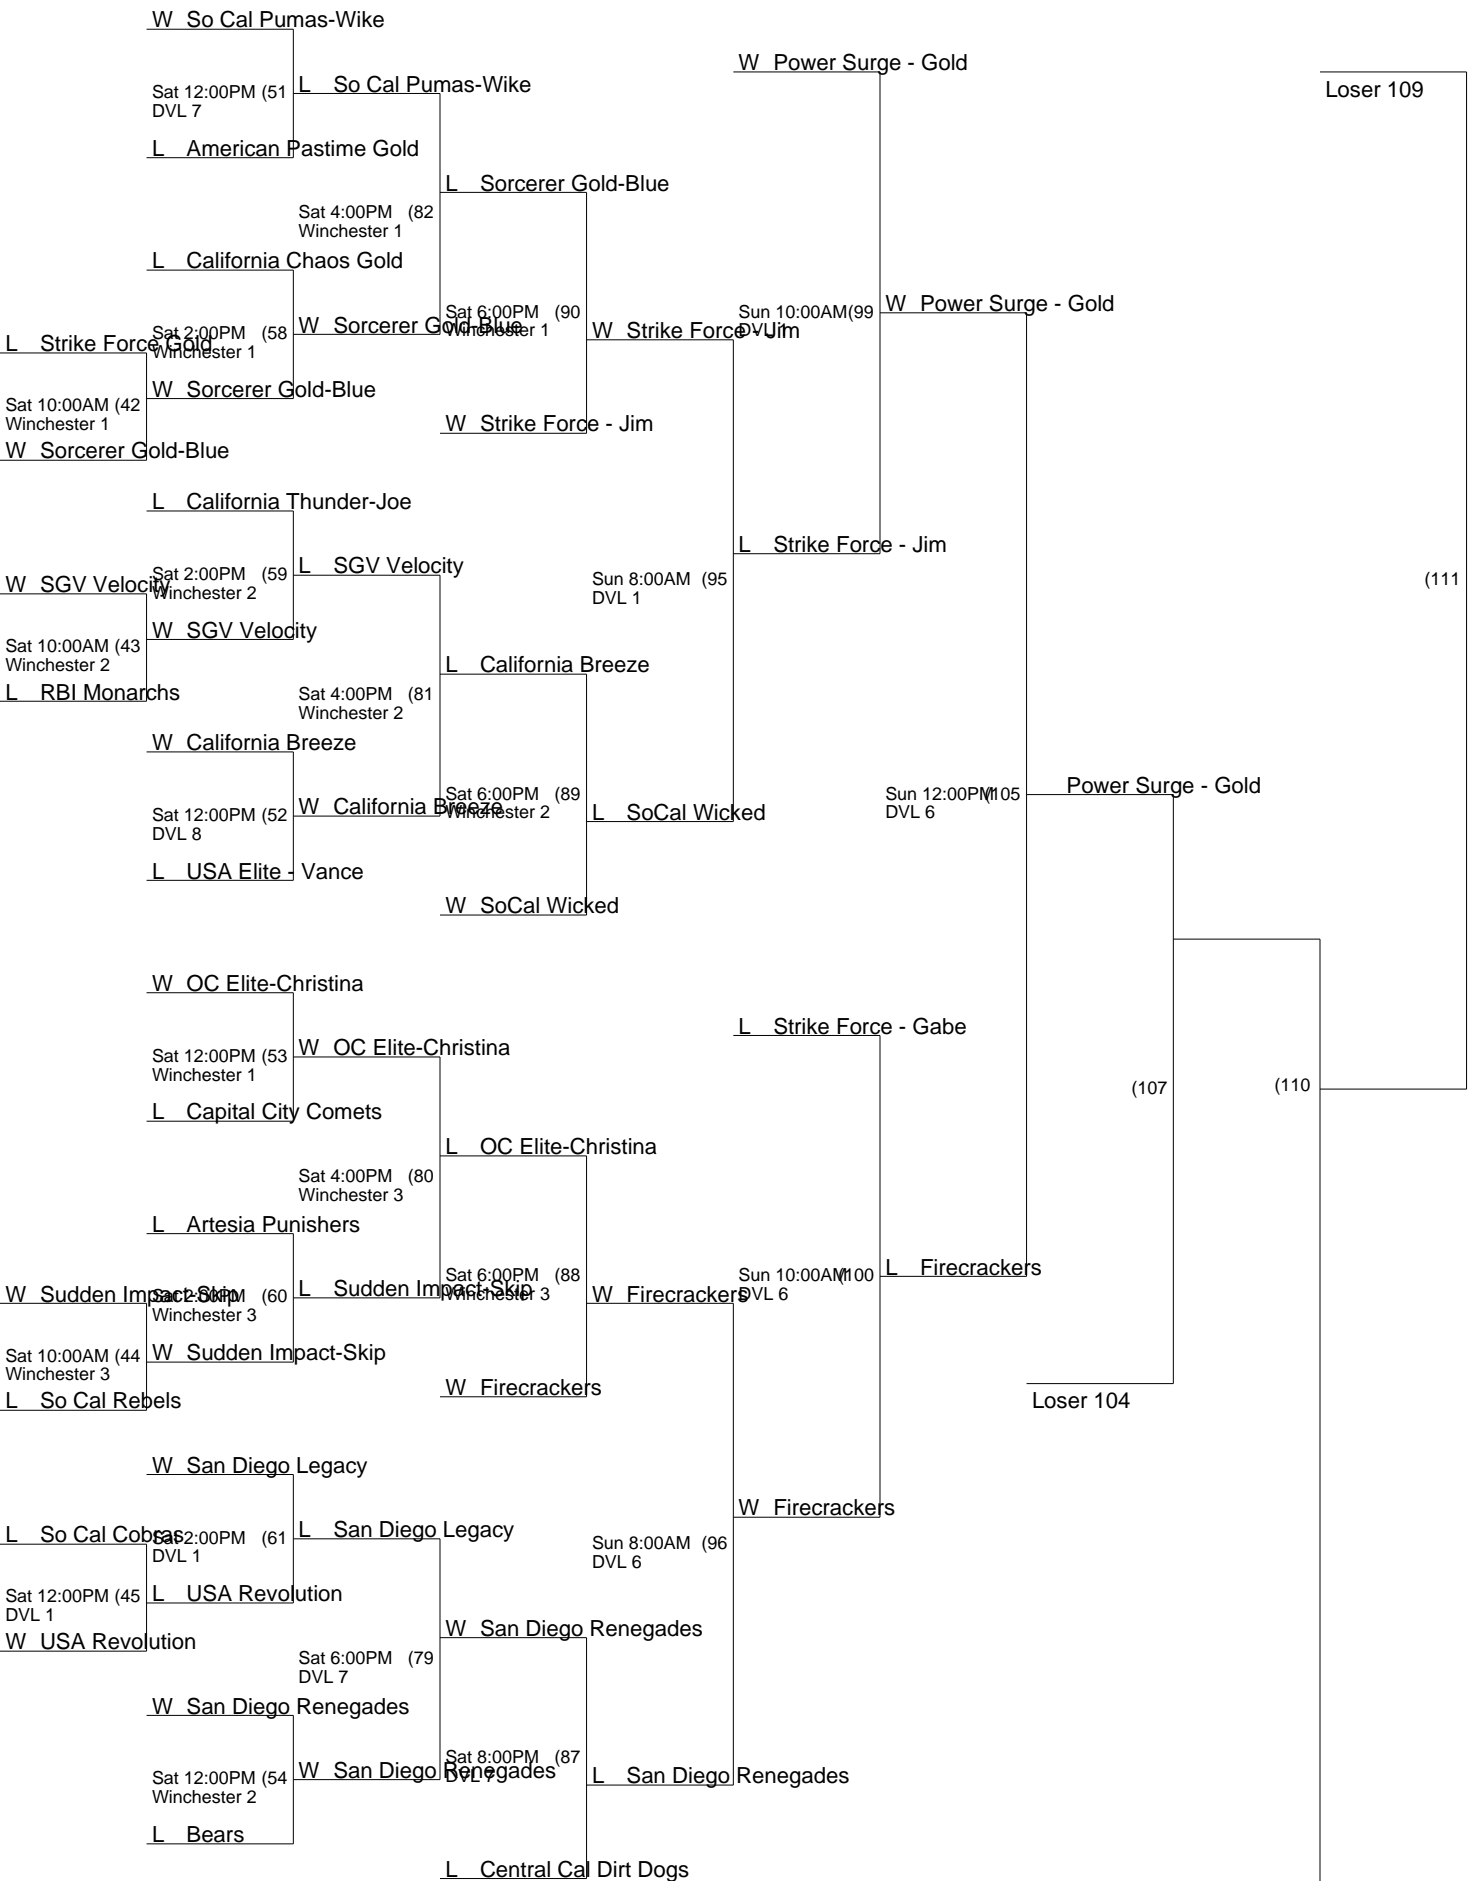 W So Cal Pumas-Wike
Sat 12:00PM (51
DVL 7
L American Pastime Gold
L California Chaos Gold
Sat 2:00PM (58
Winchester 1
L Strike Force Gold
Sat 10:00AM (42
Winchester 1
W Sorcerer Gold-Blue
W Sorcerer Gold-Blue
L California Thunder-Joe
Sat 2:00PM (59
Winchester 2
W SGV Velocity
Sat 10:00AM (43
Winchester 2
L RBI Monarchs
W SGV Velocity
W California Breeze
Sat 12:00PM (52
DVL 8
L USA Elite - Vance
W OC Elite-Christina
Sat 12:00PM (53
Winchester 1
L Capital City Comets
L Artesia Punishers
W Sudden Impact-Skip
Sat 2:00PM (60
Winchester 3
Sat 10:00AM (44
Winchester 3
L So Cal Rebels
W Sudden Impact-Skip
W San Diego Legacy
L So Cal Cobras
Sat 2:00PM (61
DVL 1
Sat 12:00PM (45
DVL 1
W USA Revolution
L USA Revolution
W San Diego Renegades
Sat 12:00PM (54
Winchester 2
L Bears
L So Cal Pumas-Wike
Sat 4:00PM (82
Winchester 1
W Sorcerer Gold-Blue
L SGV Velocity
Sat 4:00PM (81
Winchester 2
W California Breeze
W OC Elite-Christina
Sat 4:00PM (80
Winchester 3
L Sudden Impact-Skip
L San Diego Legacy
Sat 6:00PM (79
DVL 7
W San Diego Renegades
L Sorcerer Gold-Blue
Sat 6:00PM (90
Winchester 1
W Strike Force - Jim
L California Breeze
Sat 6:00PM (89
Winchester 2
W SoCal Wicked
L OC Elite-Christina
Sat 6:00PM (88
Winchester 3
W Firecrackers
W San Diego Renegades
Sat 8:00PM (87
DVL 7
L Central Cal Dirt Dogs
W Strike Force - Jim
Sun 8:00AM (95
DVL 1
L SoCal Wicked
W Firecrackers
Sun 8:00AM (96
DVL 6
L San Diego Renegades
W Power Surge - Gold
Sun 10:00AM(99
L Strike Force - Jim
L Strike Force - Gabe
Sun 10:00AM(100
DVL 6
W Firecrackers
W Power Surge - Gold
Sun 12:00PM(105
DVL 6
L Firecrackers
Power Surge - Gold
(107
Loser 104
(110
Loser 109
(111